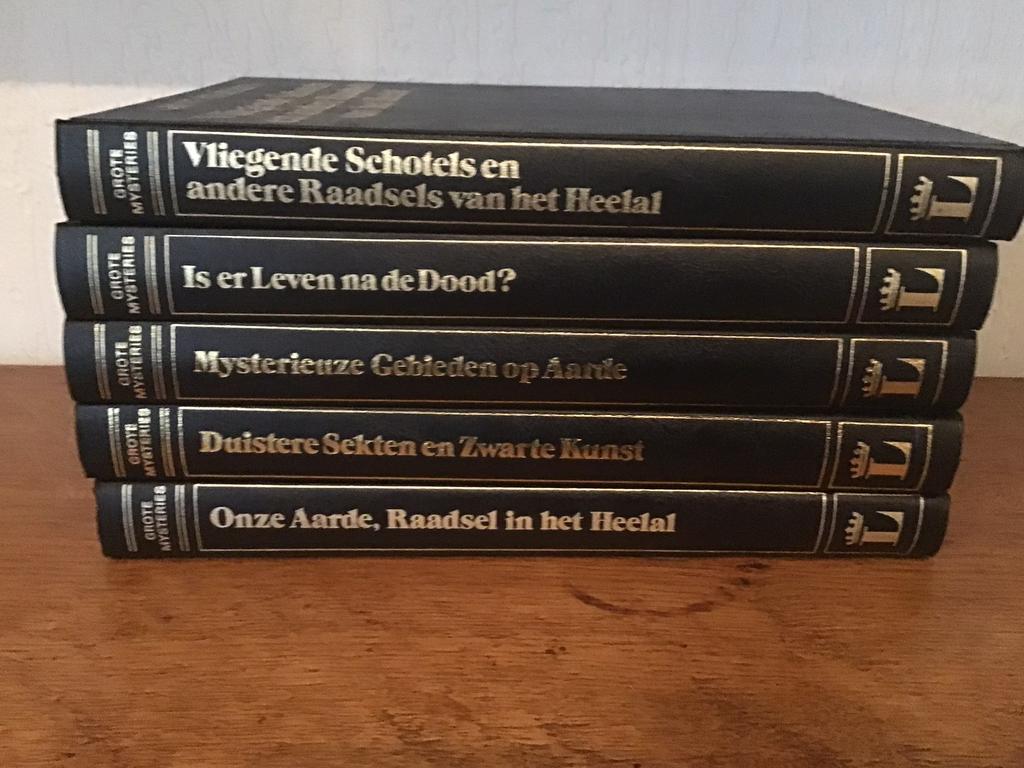 GROTE
MYSTERIES
Vliegende Schotels en
andere Raadsels van het Heelal
L
GROTE
MYSTERIES
Is er Leven na de Dood?
L
GROTE
MYSTERIES
Mysterieuze Gebieden op Aarde
L
GROTE
MYSTERIES
Duistere Sekten en Zwarte Kunst
L
GROTE
MYSTERIES
Onze Aarde, Raadsel in het Heelal
L